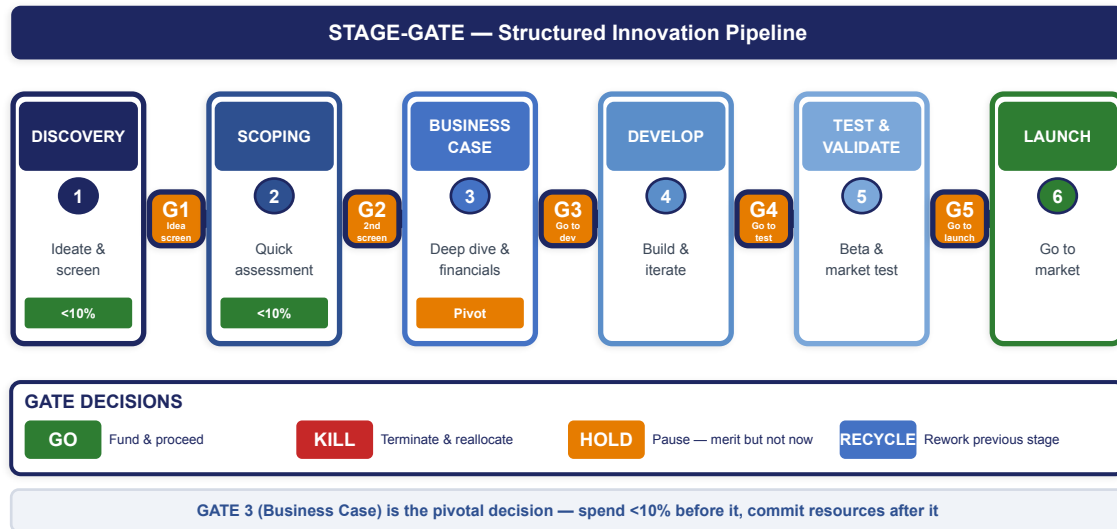 STAGE-GATE — Structured Innovation Pipeline
DISCOVERY
1
Ideate &
screen
<10%
G1
Idea
screen
SCOPING
2
Quick
assessment
<10%
G2
2nd
screen
BUSINESS
CASE
3
Deep dive &
financials
Pivot
G3
Go to
dev
DEVELOP
4
Build &
iterate
G4
Go to
test
TEST &
VALIDATE
5
Beta &
market test
G5
Go to
launch
LAUNCH
6
Go to
market
GATE DECISIONS
GO Fund & proceed
KILL Terminate & reallocate
HOLD Pause — merit but not now
RECYCLE Rework previous stage
GATE 3 (Business Case) is the pivotal decision — spend <10% before it, commit resources after it